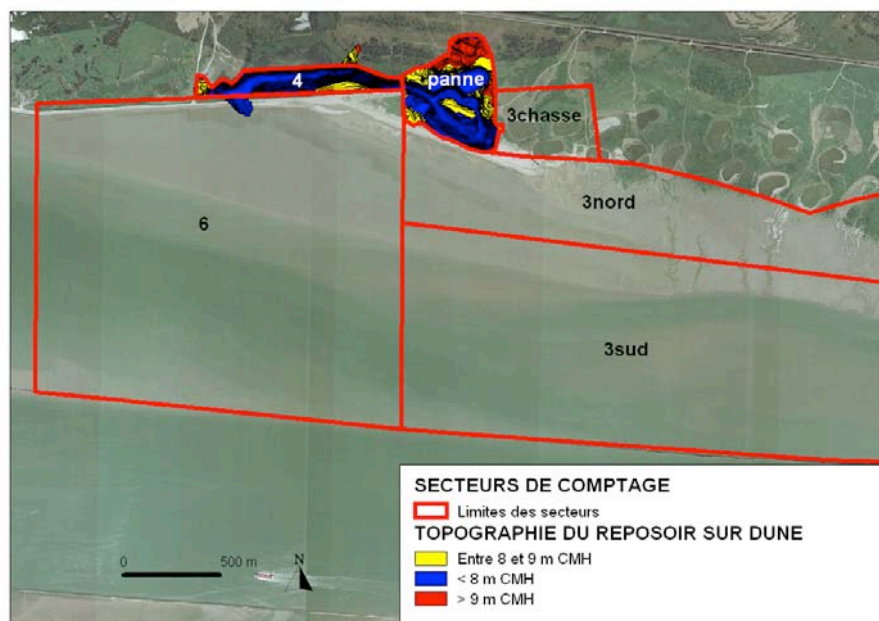 4
panne
3chasse
3nord
6
3sud
0 500 m
N
SECTEURS DE COMPTAGE
Limites des secteurs
TOPOGRAPHIE DU REPOSOIR SUR DUNE
Entre 8 et 9 m CMH
< 8 m CMH
> 9 m CMH